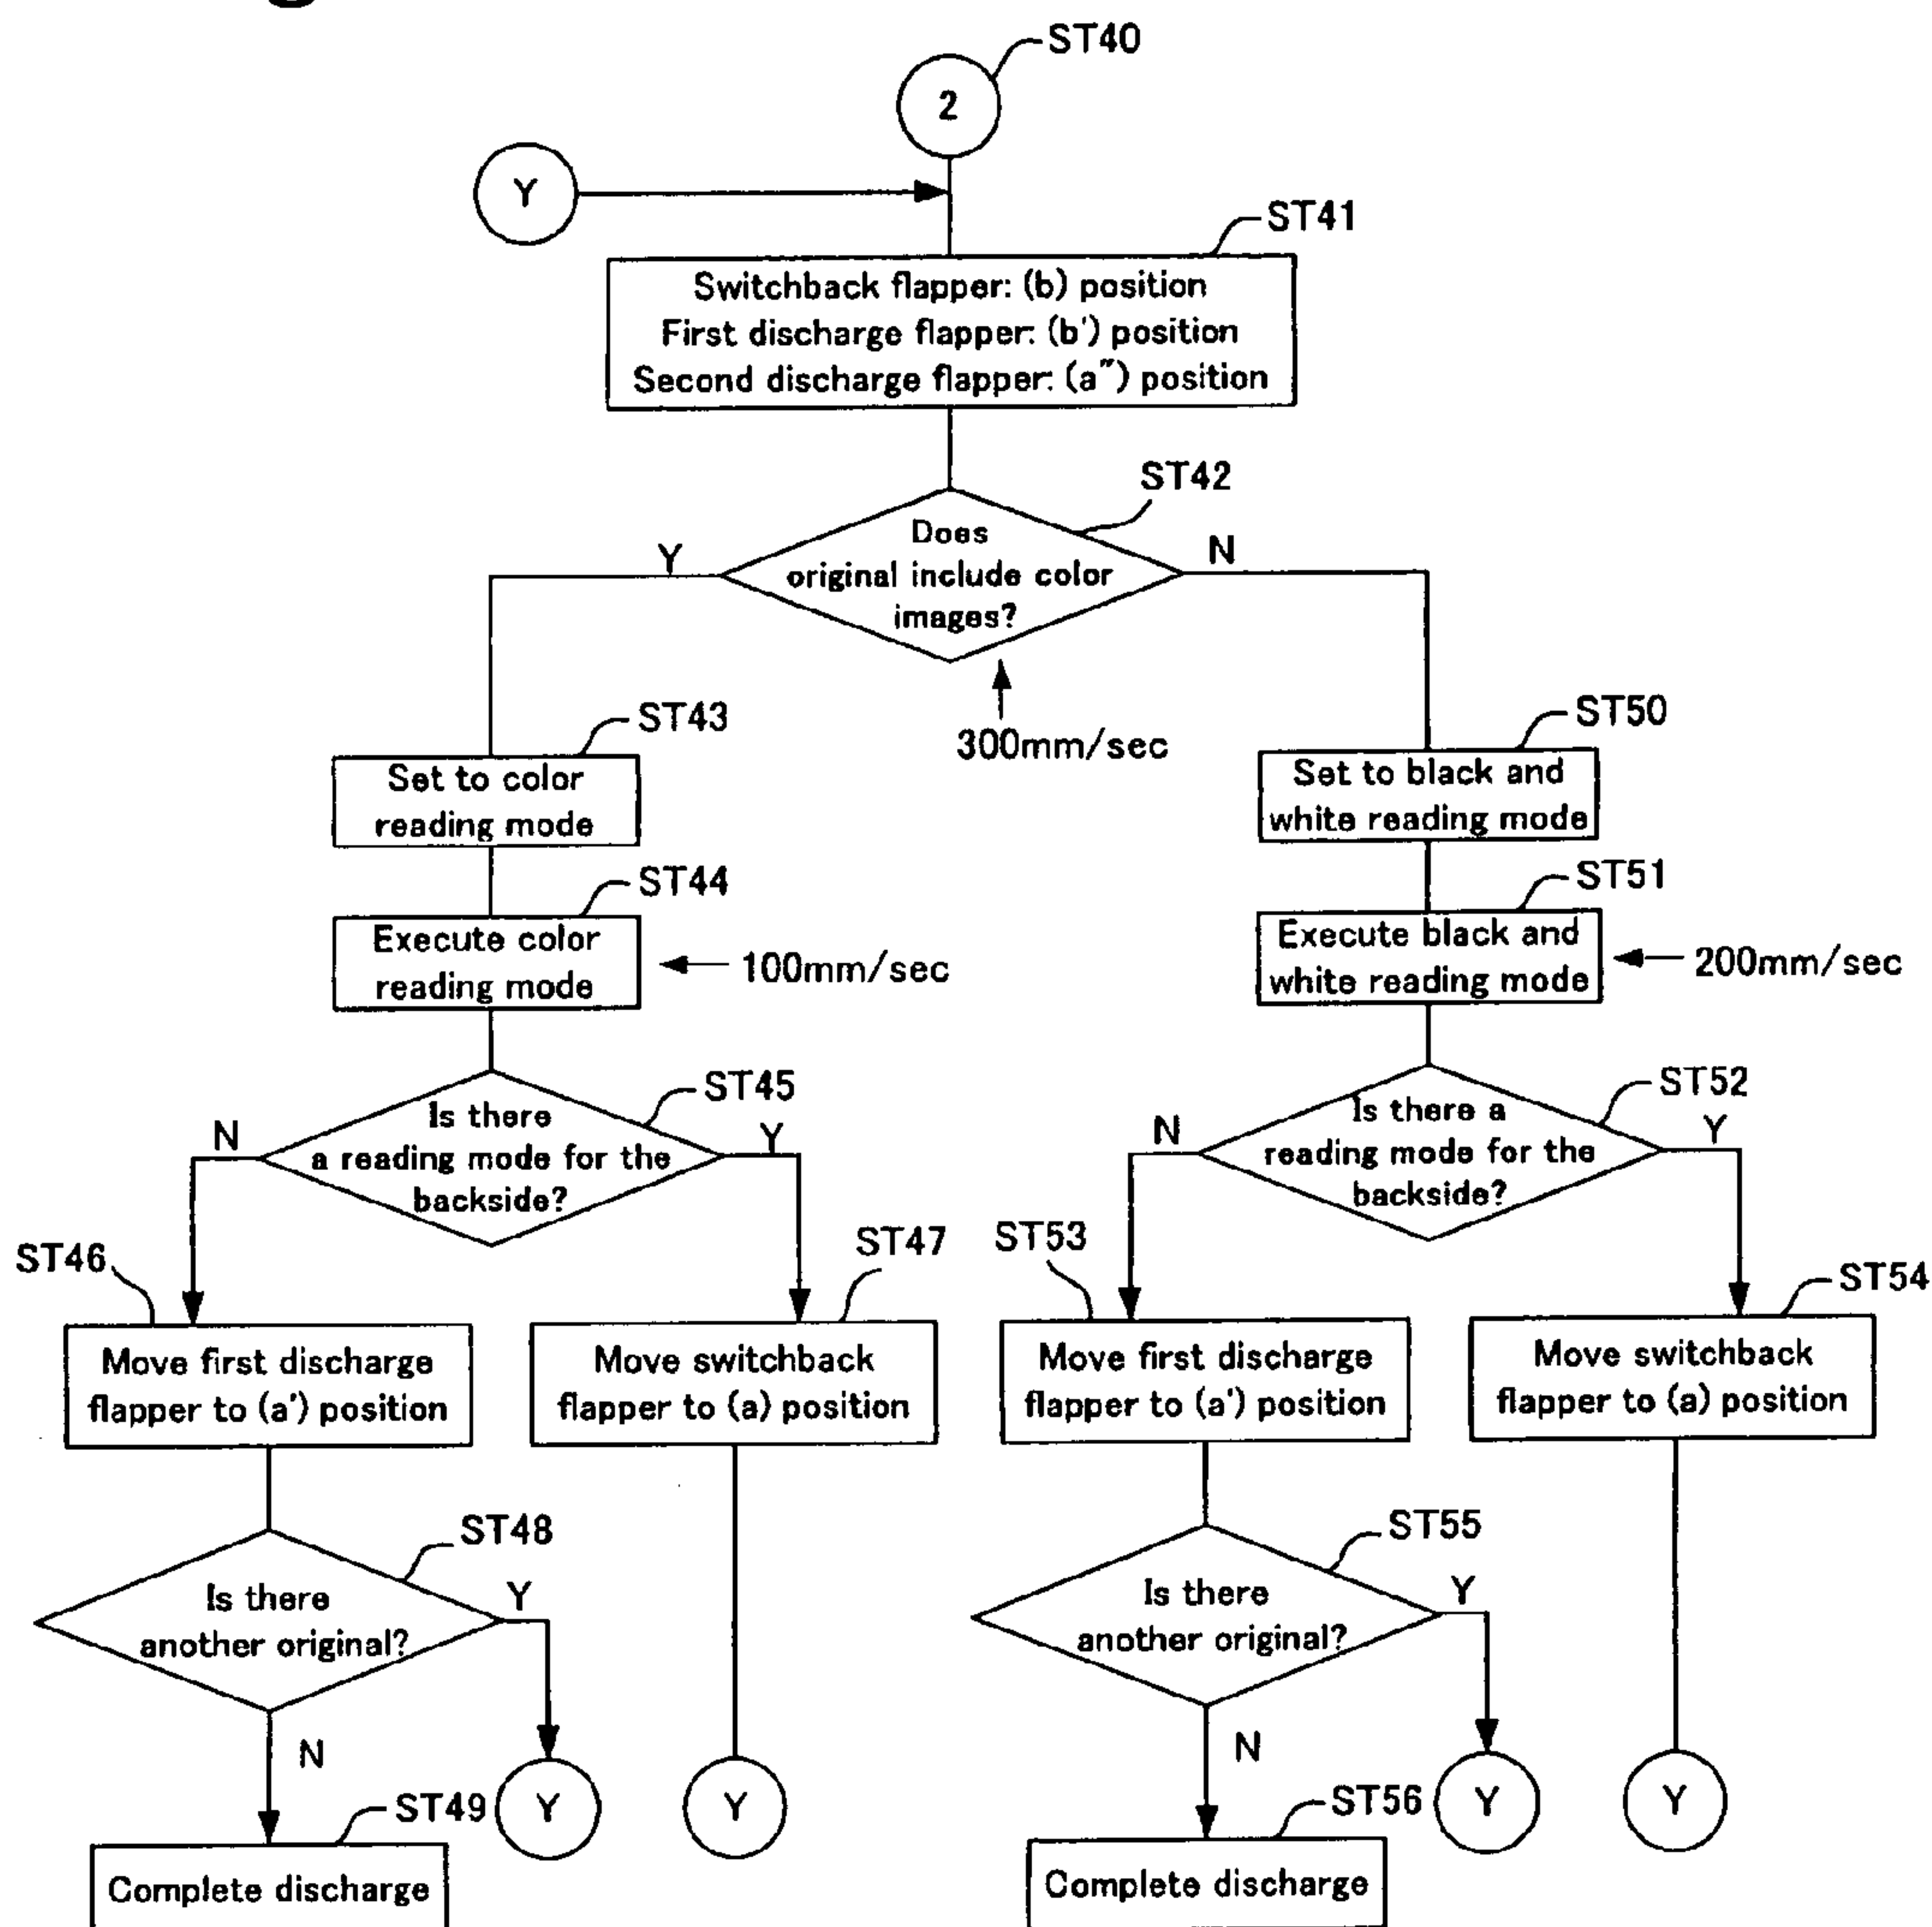 ST40
2
Y
ST41
Switchback flapper: (b) position
First discharge flapper: (b') position
Second discharge flapper: (a") position
ST42
Does
original include color
images?
Y
N
300mm/sec
ST43
Set to color
reading mode
ST50
Set to black and
white reading mode
ST44
Execute color
reading mode
100mm/sec
ST51
Execute black and
white reading mode
200mm/sec
ST45
Is there
a reading mode for the
backside?
N
Y
ST52
Is there a
reading mode for the
backside?
N
Y
ST46
Move first discharge
flapper to (a') position
ST47
Move switchback
flapper to (a) position
ST53
Move first discharge
flapper to (a') position
ST54
Move switchback
flapper to (a) position
ST48
Is there
another original?
Y
N
ST55
Is there
another original?
Y
N
ST49
Complete discharge
Y
Y
ST56
Complete discharge
Y
Y